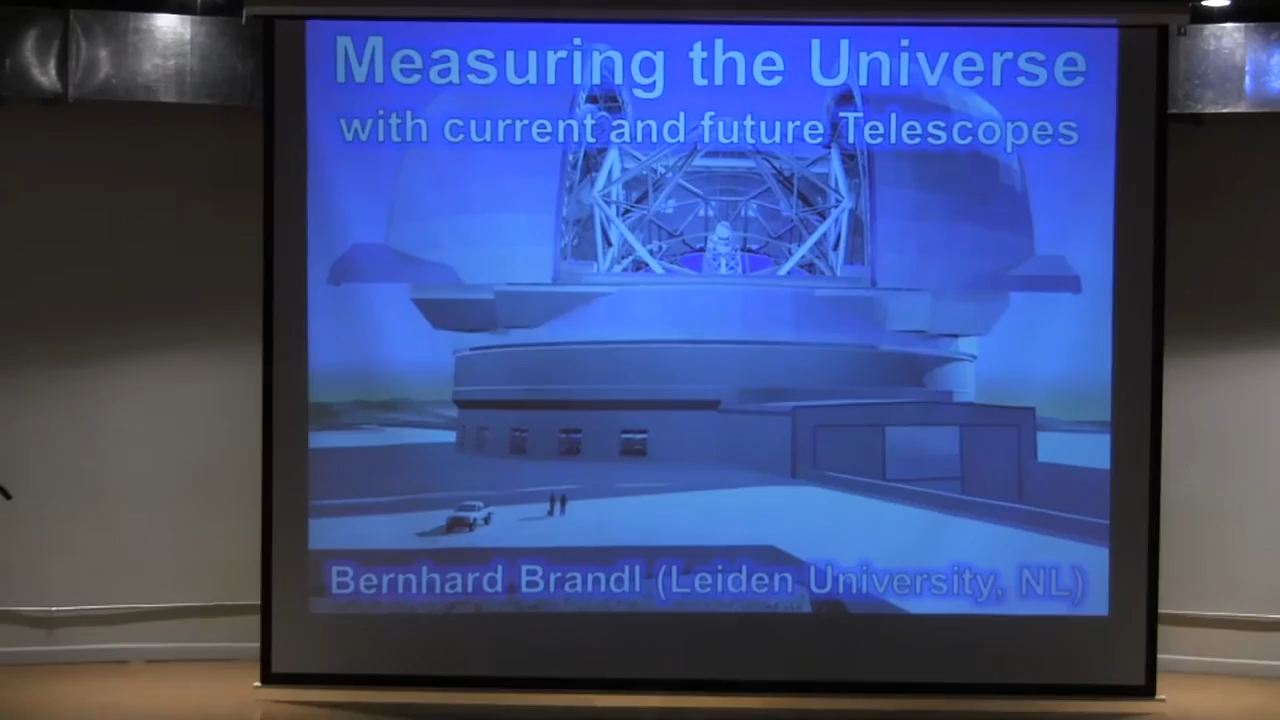 Measuring the Universe
with current and future Telescopes
Bernhard Brandl (Leiden University, NL)